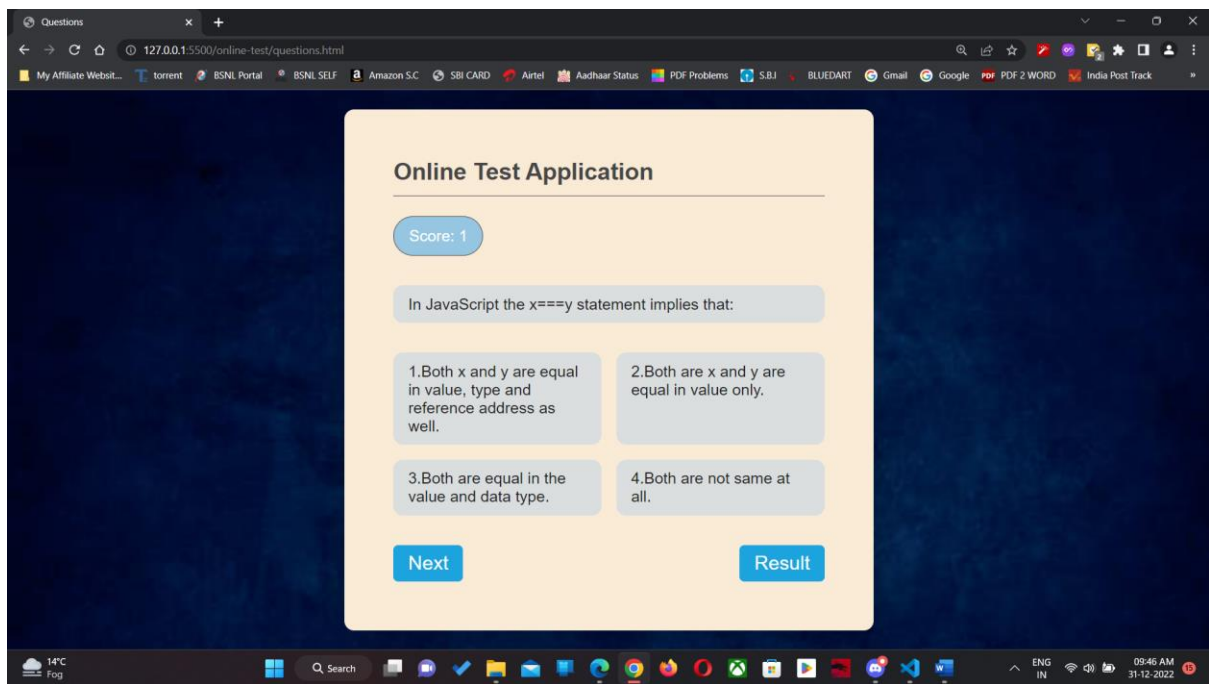 Questions
127.0.0.1:5500/online-test/questions.html
My Affiliate Websit... torrent BSNL Portal BSNL SELF Amazon S.C SBI CARD Airtel Aadhaar Status PDF Problems S.B.I BLUEDART Gmail Google PDF 2 WORD India Post Track »
Online Test Application
Score: 1
In JavaScript the x===y statement implies that:
1.Both x and y are equal
in value, type and
reference address as
well.
2.Both are x and y are
equal in value only.
3.Both are equal in the
value and data type.
4.Both are not same at
all.
Next
Result
14°C
Fog
Search
ENG
IN
09:46 AM
31-12-2022
15